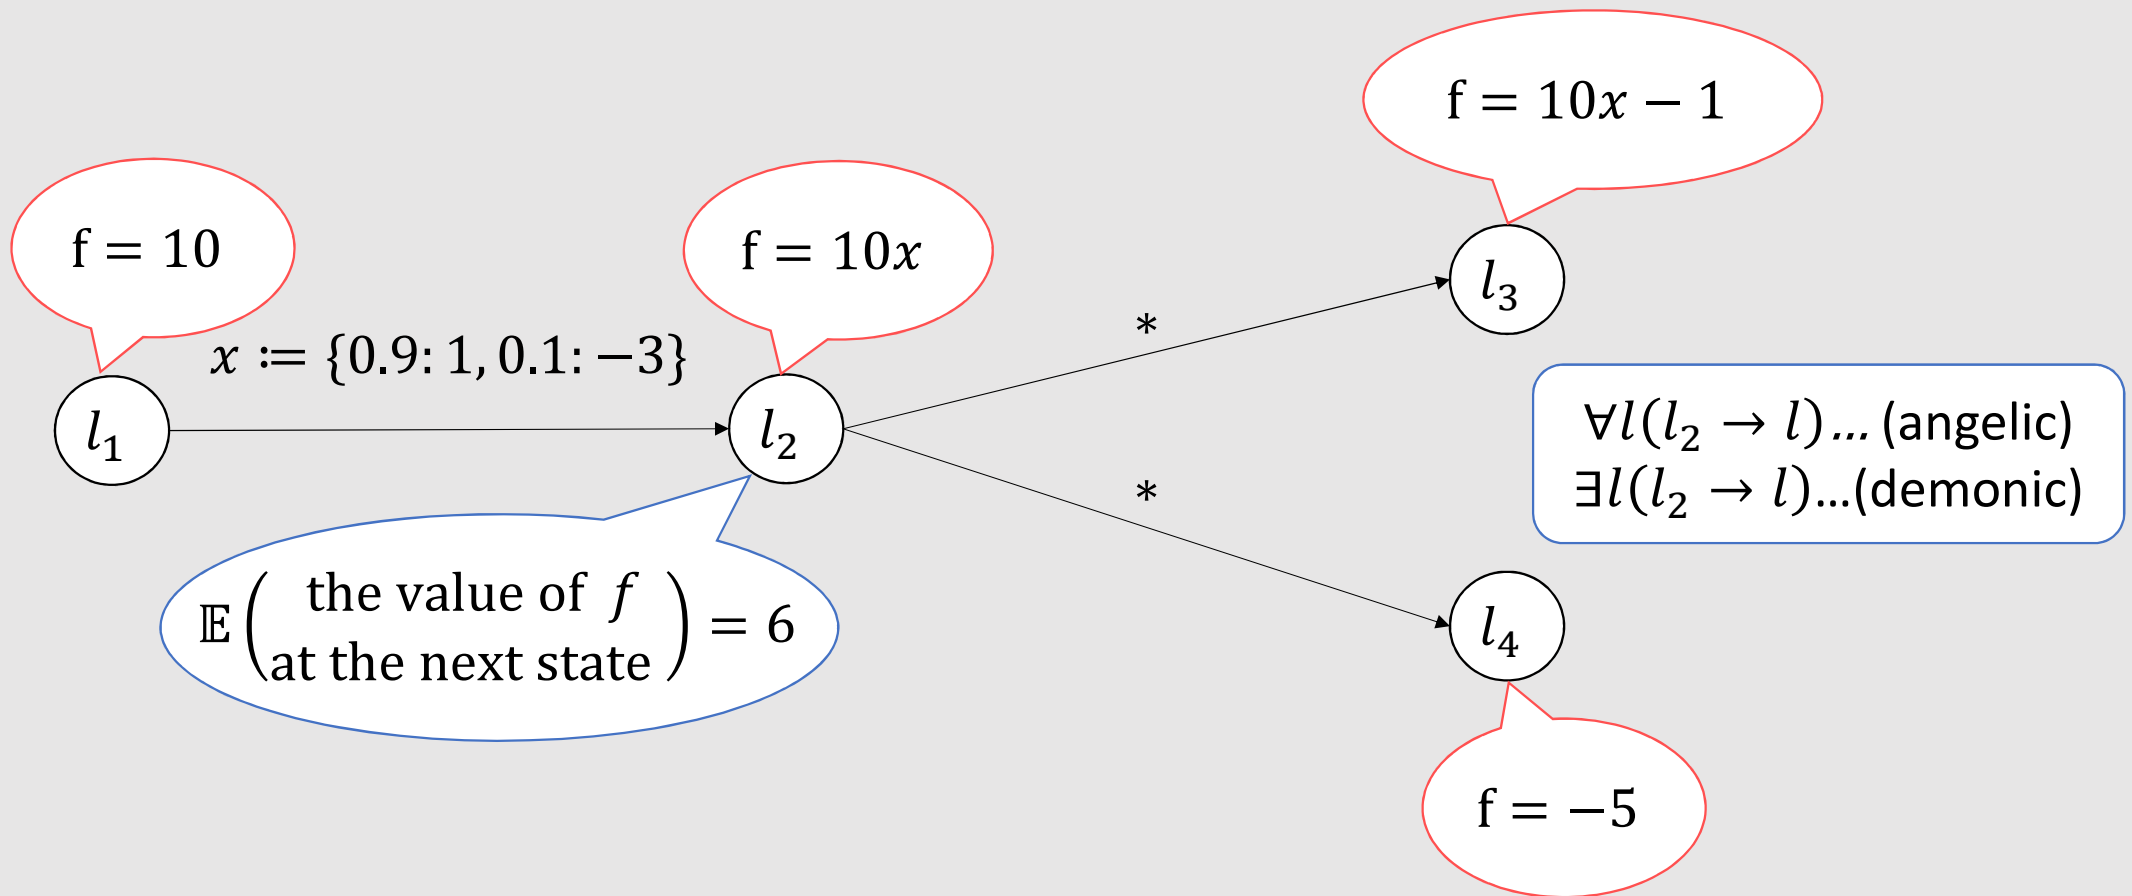 f = 10x − 1
f = 10
f = 10x
l₃
*
x ≔ {0.9: 1, 0.1: −3}
l₁
l₂
∀l(l₂ → l)... (angelic)
∃l(l₂ → l)...(demonic)
*
𝔼 ( the value of f
at the next state ) = 6
l₄
f = −5